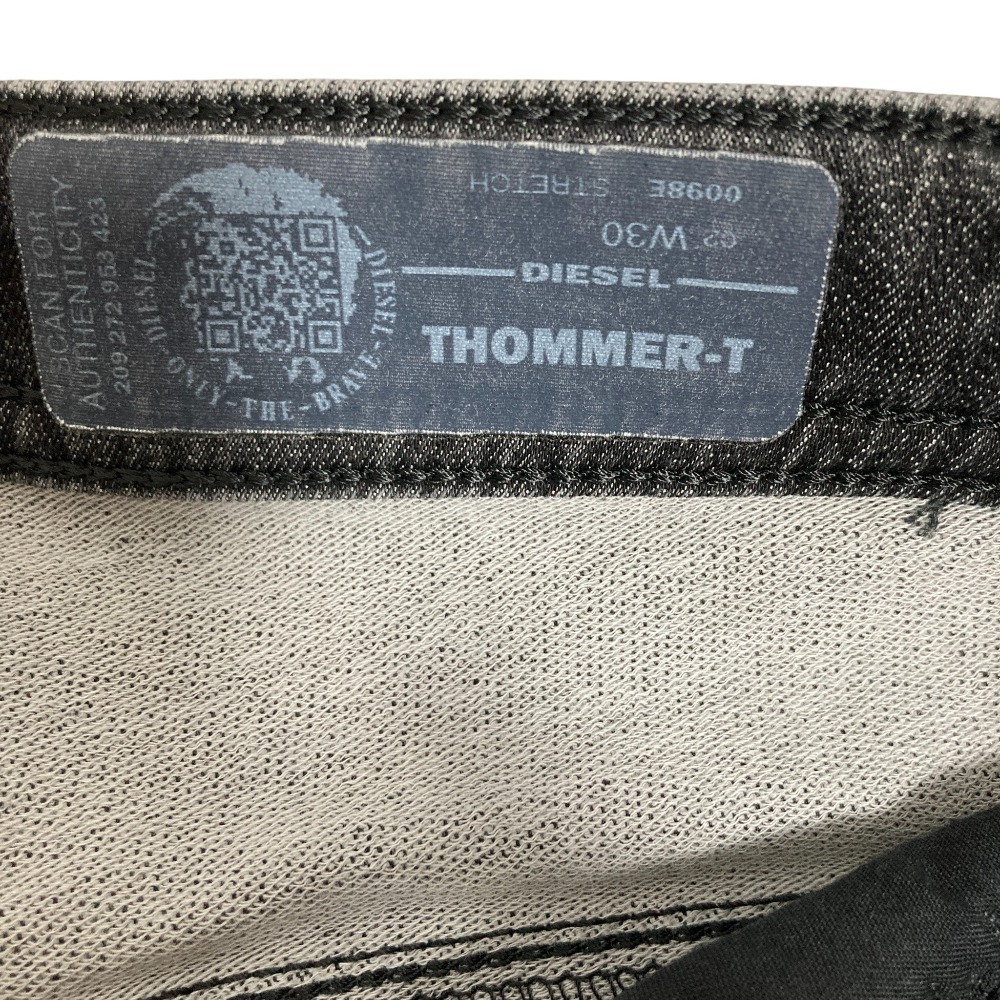 SCAN FOR
AUTHENTICITY
209 272 953 423
DIESEL-ONLY-THE-BRAVE-DIESEL
0098E STRETCH
W30
DIESEL
THOMMER-T